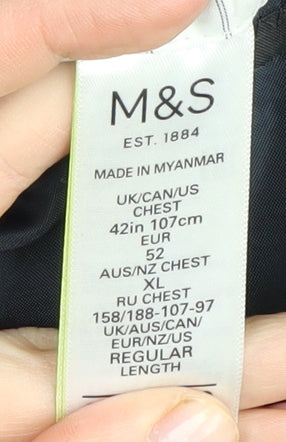 M&S
EST. 1884
MADE IN MYANMAR
UK/CAN/US
CHEST
42in 107cm
EUR
52
AUS/NZ CHEST
XL
RU CHEST
158/188-107-97
UK/AUS/CAN/
EUR/NZ/US
REGULAR
LENGTH